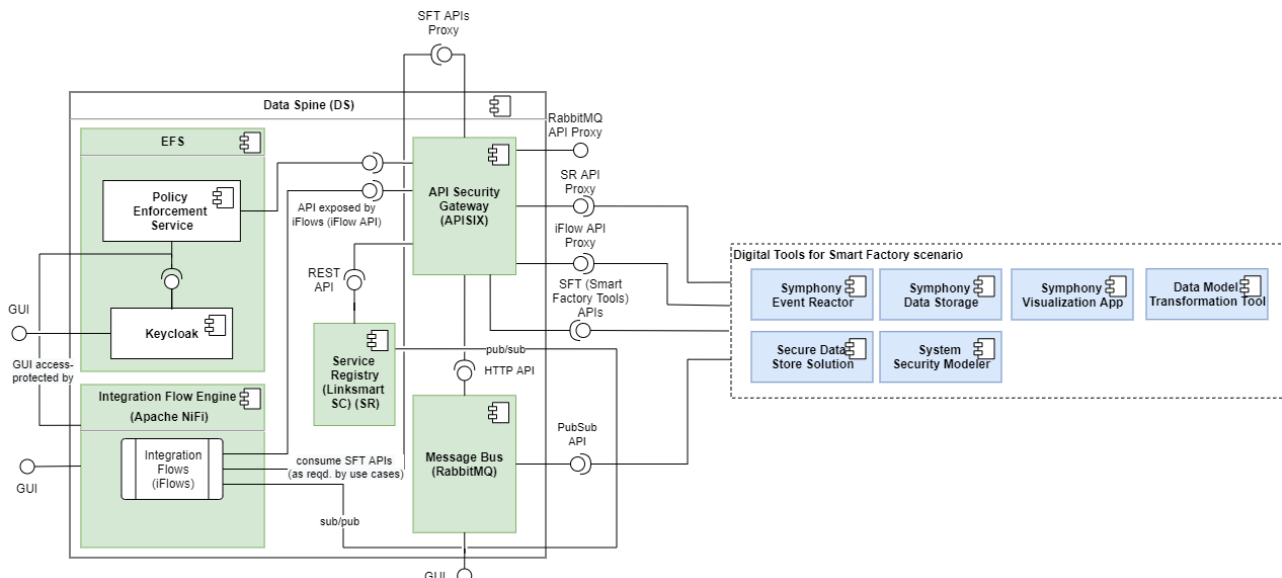 SFT APIs
Proxy
Data Spine (DS)
RabbitMQ
API Proxy
EFS
Policy
Enforcement
Service
API Security
Gateway
(APISIX)
SR API
Proxy
API exposed by
iFlows (iFlow API)
iFlow API
Proxy
Digital Tools for Smart Factory scenario
REST
API
SFT (Smart
Factory Tools)
APIs
Symphony
Event Reactor
Symphony
Data Storage
Symphony
Visualization App
Data Model
Transformation Tool
GUI
Keycloak
GUI access-
protected by
Service
Registry
(Linksmart
SC) (SR)
pub/sub
HTTP API
Secure Data
Store Solution
System
Security Modeler
Integration Flow Engine
(Apache NiFi)
Integration
Flows
(iFlows)
consume SFT APIs
(as reqd. by use cases)
Message Bus
(RabbitMQ)
PubSub
API
GUI
sub/pub
GUI